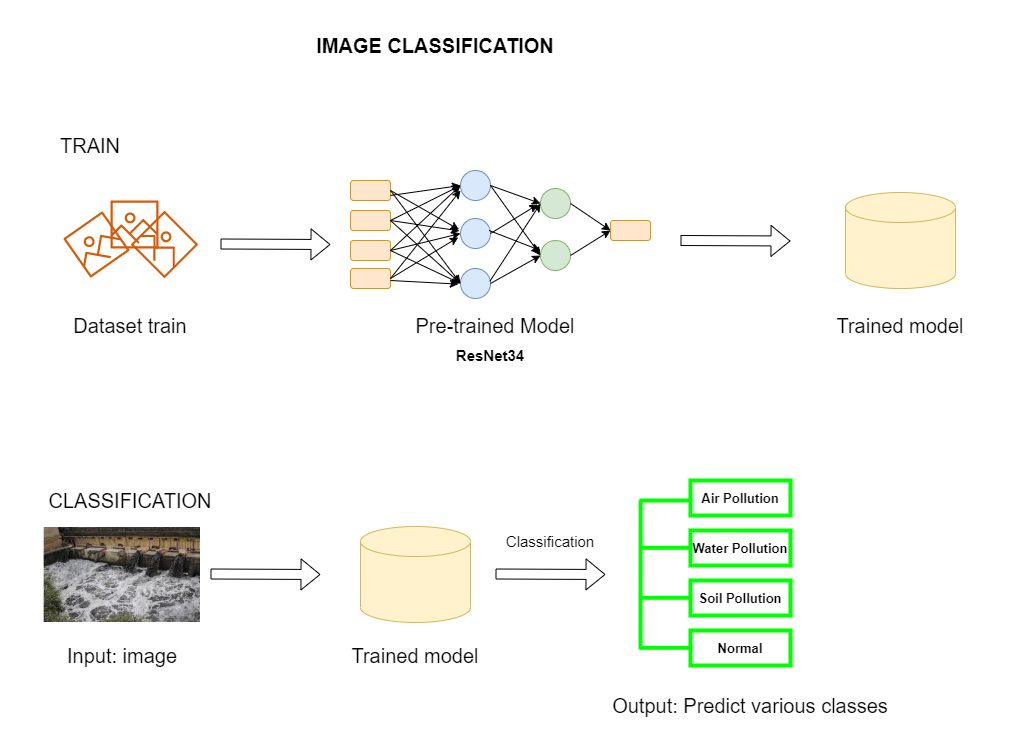 IMAGE CLASSIFICATION
TRAIN
Dataset train
Pre-trained Model
ResNet34
Trained model
CLASSIFICATION
Input: image
Trained model
Classification
Air Pollution
Water Pollution
Soil Pollution
Normal
Output: Predict various classes